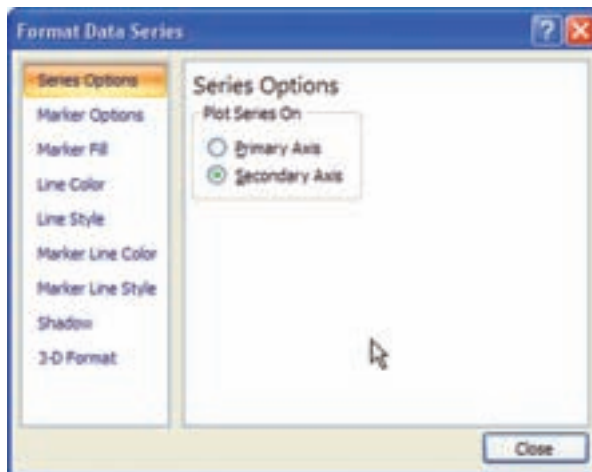 Format Data Series
Series Options
Marker Options
Marker Fill
Line Color
Line Style
Marker Line Color
Marker Line Style
Shadow
3-D Format
Series Options
Plot Series On
Primary Axis
Secondary Axis
Close